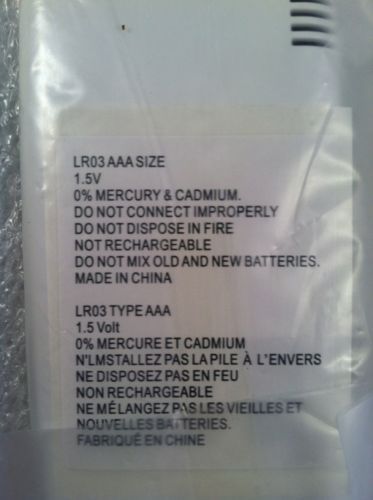 LR03 AAA SIZE
1.5V
0% MERCURY & CADMIUM.
DO NOT CONNECT IMPROPERLY
DO NOT DISPOSE IN FIRE
NOT RECHARGEABLE
DO NOT MIX OLD AND NEW BATTERIES.
MADE IN CHINA
LR03 TYPE AAA
1.5 Volt
0% MERCURE ET CADMIUM
N'LMSTALLEZ PAS LA PILE À L'ENVERS
NE DISPOSEZ PAS EN FEU
NON RECHARGEABLE
NE MÉLANGEZ PAS LES VIEILLES ET
NOUVELLES BATTERIES.
FABRIQUÉ EN CHINE